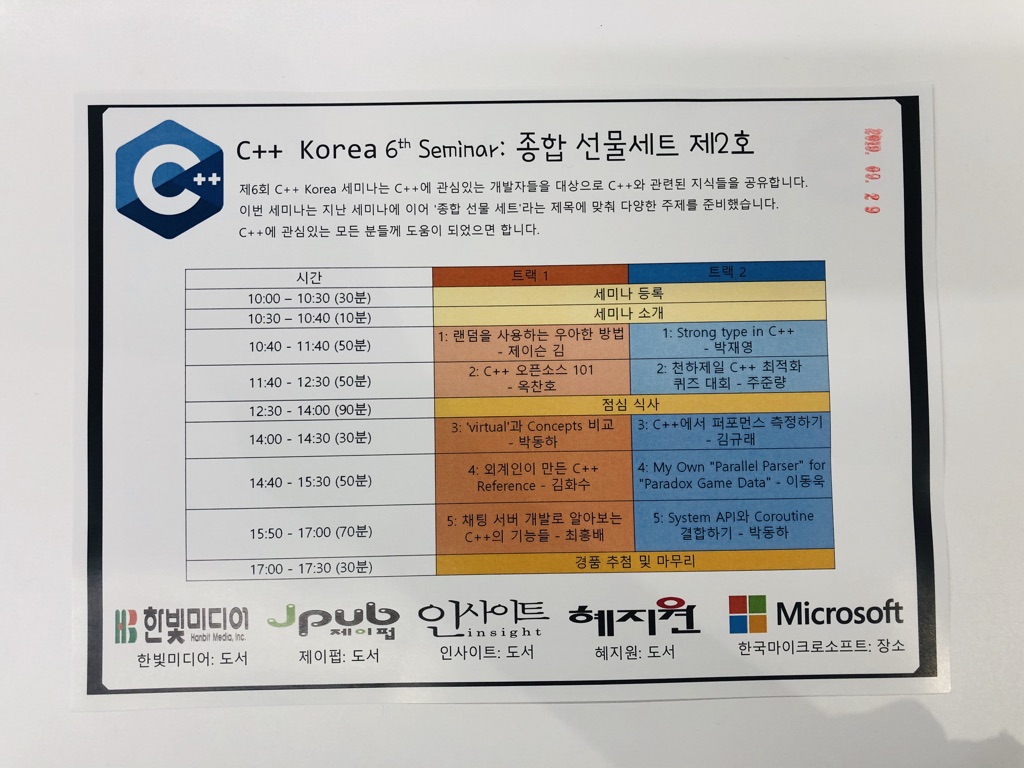 C++
C++ Korea 6th Seminar: 종합 선물세트 제2호
제6회 C++ Korea 세미나는 C++에 관심있는 개발자들을 대상으로 C++와 관련된 지식들을 공유합니다.
이번 세미나는 지난 세미나에 이어 '종합 선물 세트'라는 제목에 맞춰 다양한 주제를 준비했습니다.
C++에 관심있는 모든 분들께 도움이 되었으면 합니다.
시간 트랙 1 트랙 2
10:00 – 10:30 (30분) 세미나 등록
10:30 – 10:40 (10분) 세미나 소개
10:40 - 11:40 (50분)
1: 랜덤을 사용하는 우아한 방법
- 제이슨 김
1: Strong type in C++
- 박재영
11:40 - 12:30 (50분)
2: C++ 오픈소스 101
- 옥찬호
2: 천하제일 C++ 최적화
퀴즈 대회 - 주준량
12:30 - 14:00 (90분) 점심 식사
14:00 - 14:30 (30분)
3: 'virtual'과 Concepts 비교
- 박동하
3: C++에서 퍼포먼스 측정하기
- 김규래
14:40 - 15:30 (50분)
4: 외계인이 만든 C++
Reference - 김화수
4: My Own "Parallel Parser" for
"Paradox Game Data" - 이동욱
15:50 - 17:00 (70분)
5: 채팅 서버 개발로 알아보는
C++의 기능들 - 최흥배
5: System API와 Coroutine
결합하기 - 박동하
17:00 - 17:30 (30분) 경품 추첨 및 마무리
HB 한빛미디어
Hanbit Media, Inc.
한빛미디어: 도서
Jpub
제이펍
제이펍: 도서
인사이트
insight
인사이트: 도서
혜지원
혜지원: 도서
Microsoft
한국마이크로소프트: 장소